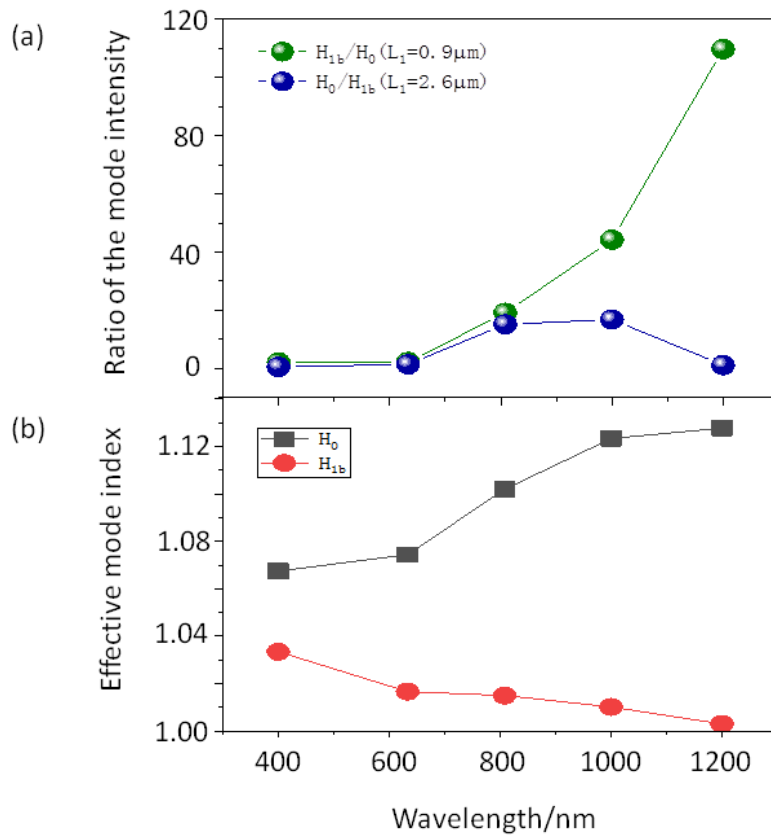 (a)
Ratio of the mode intensity
120
80
40
0
H1b/H0(L1=0.9μm)
H0/H1b(L1=2.6μm)
(b)
Effective mode index
1.12
1.08
1.04
1.00
H0
H1b
400 600 800 1000 1200
Wavelength/nm